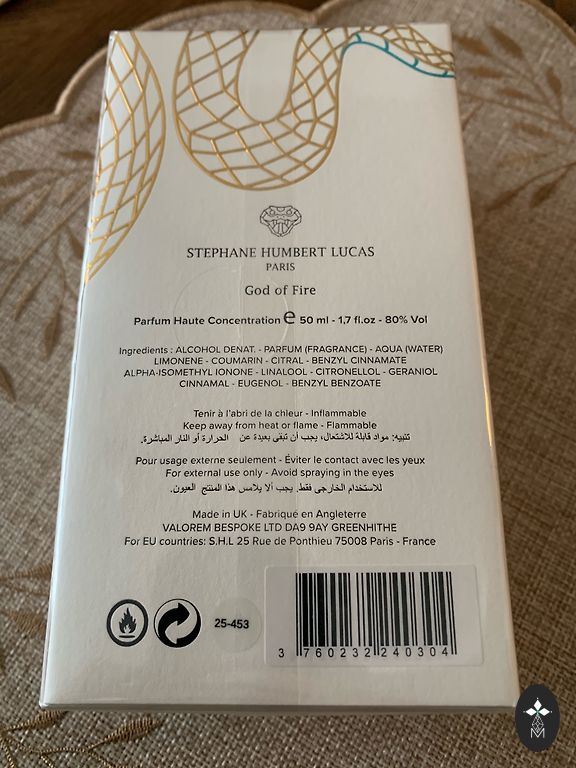 STEPHANE HUMBERT LUCAS
PARIS
God of Fire
Parfum Haute Concentration e 50 ml - 1,7 fl.oz - 80% Vol
Ingredients : ALCOHOL DENAT. - PARFUM (FRAGRANCE) - AQUA (WATER)
LIMONENE - COUMARIN - CITRAL - BENZYL CINNAMATE
ALPHA-ISOMETHYL IONONE - LINALOOL - CITRONELLOL - GERANIOL
CINNAMAL - EUGENOL - BENZYL BENZOATE
Tenir à l'abri de la chleur - Inflammable
Keep away from heat or flame - Flammable
تنبيه: مواد قابلة للاشتعال، يجب أن تبقى بعيدة عن الحرارة أو النار المباشرة.
Pour usage externe seulement - Éviter le contact avec les yeux
For external use only - Avoid spraying in the eyes
للاستخدام الخارجي فقط. يجب ألا يلامس هذا المنتج العيون.
Made in UK - Fabriqué en Angleterre
VALOREM BESPOKE LTD DA9 9AY GREENHITHE
For EU countries: S.H.L 25 Rue de Ponthieu 75008 Paris - France
25-453
3 760232 240304
M